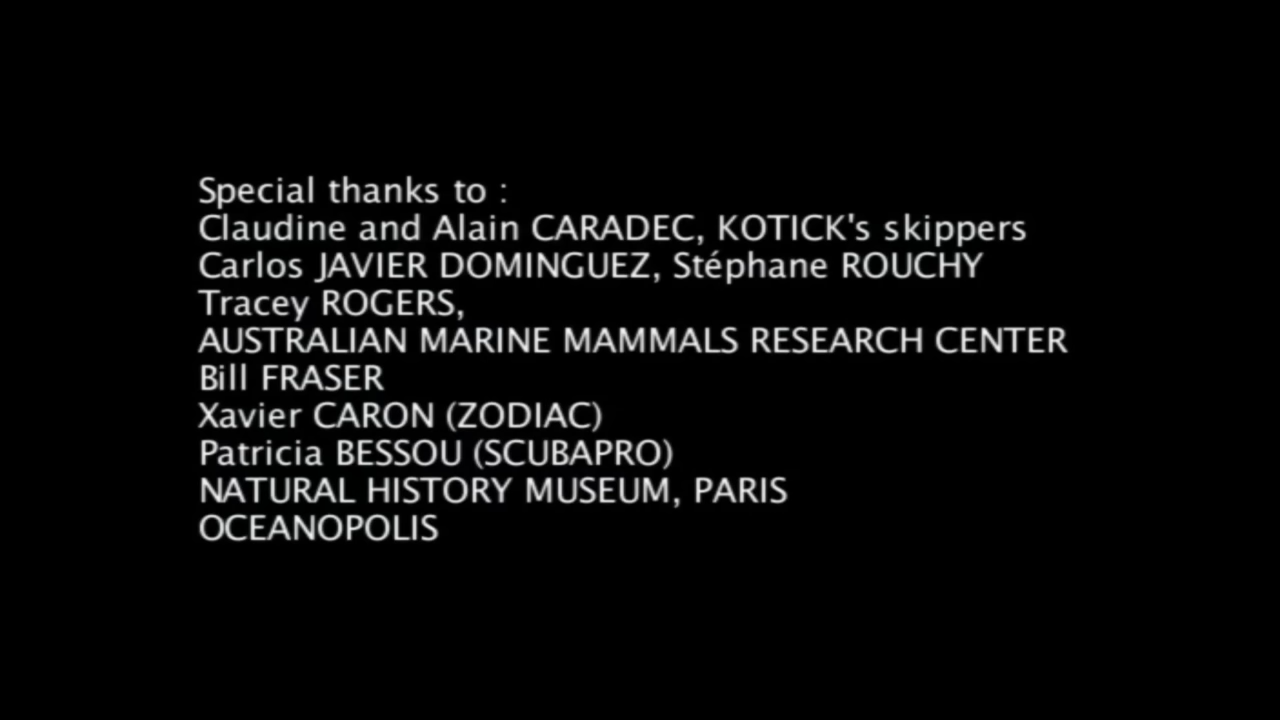 Special thanks to :
Claudine and Alain CARADEC, KOTICK's skippers
Carlos JAVIER DOMINGUEZ, Stéphane ROUCHY
Tracey ROGERS,
AUSTRALIAN MARINE MAMMALS RESEARCH CENTER
Bill FRASER
Xavier CARON (ZODIAC)
Patricia BESSOU (SCUBAPRO)
NATURAL HISTORY MUSEUM, PARIS
OCEANOPOLIS